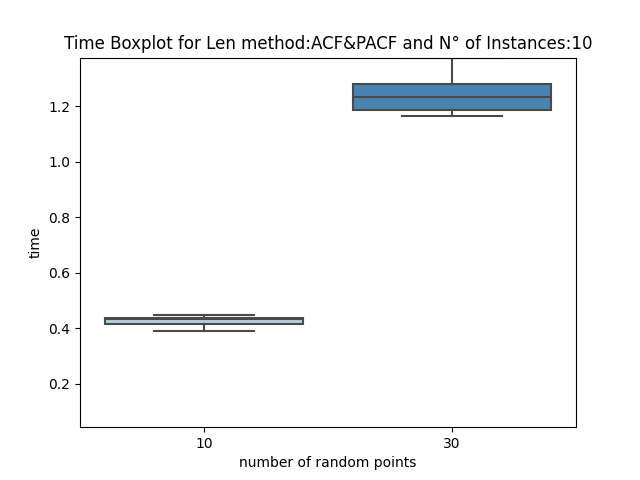 Time Boxplot for Len method:ACF&PACF and N° of Instances:10
1.2
1.0
0.8
0.6
0.4
0.2
time
10 30
number of random points